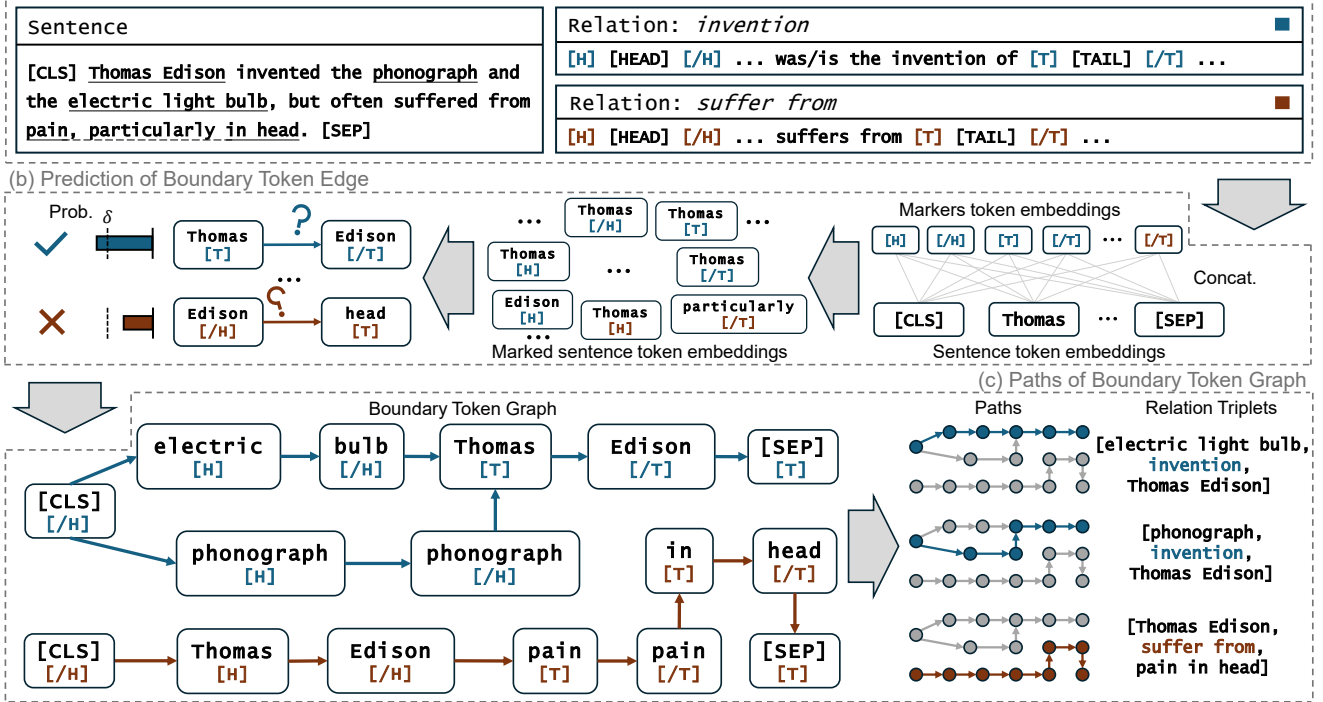 Sentence
[CLS] Thomas Edison invented the phonograph and
the electric light bulb, but often suffered from
pain, particularly in head. [SEP]
Relation: invention
[H] [HEAD] [/H] ... was/is the invention of [T] [TAIL] [/T] ...
Relation: suffer from
[H] [HEAD] [/H] ... suffers from [T] [TAIL] [/T] ...
(b) Prediction of Boundary Token Edge
Prob.
δ
Thomas
[T]
?
Edison
[/T]
...
Edison
[/H]
?
head
[T]
...
Thomas
[/H]
Thomas
[T]
...
Thomas
[H]
...
Thomas
[/T]
Edison
[H]
...
Thomas
[H]
particularly
[/T]
Marked sentence token embeddings
Markers token embeddings
[H]
[/H]
[T]
[/T]
...
[/T]
Concat.
[CLS]
Thomas
...
[SEP]
Sentence token embeddings
(c) Paths of Boundary Token Graph
Boundary Token Graph
electric
[H]
bulb
[/H]
Thomas
[T]
Edison
[/T]
[SEP]
[T]
[CLS]
[/H]
phonograph
[H]
phonograph
[/H]
in
[T]
head
[/T]
[CLS]
[/H]
Thomas
[H]
Edison
[/H]
pain
[T]
pain
[/T]
[SEP]
[T]
Paths
Relation Triplets
[electric light bulb,
invention,
Thomas Edison]
[phonograph,
invention,
Thomas Edison]
[Thomas Edison,
suffer from,
pain in head]